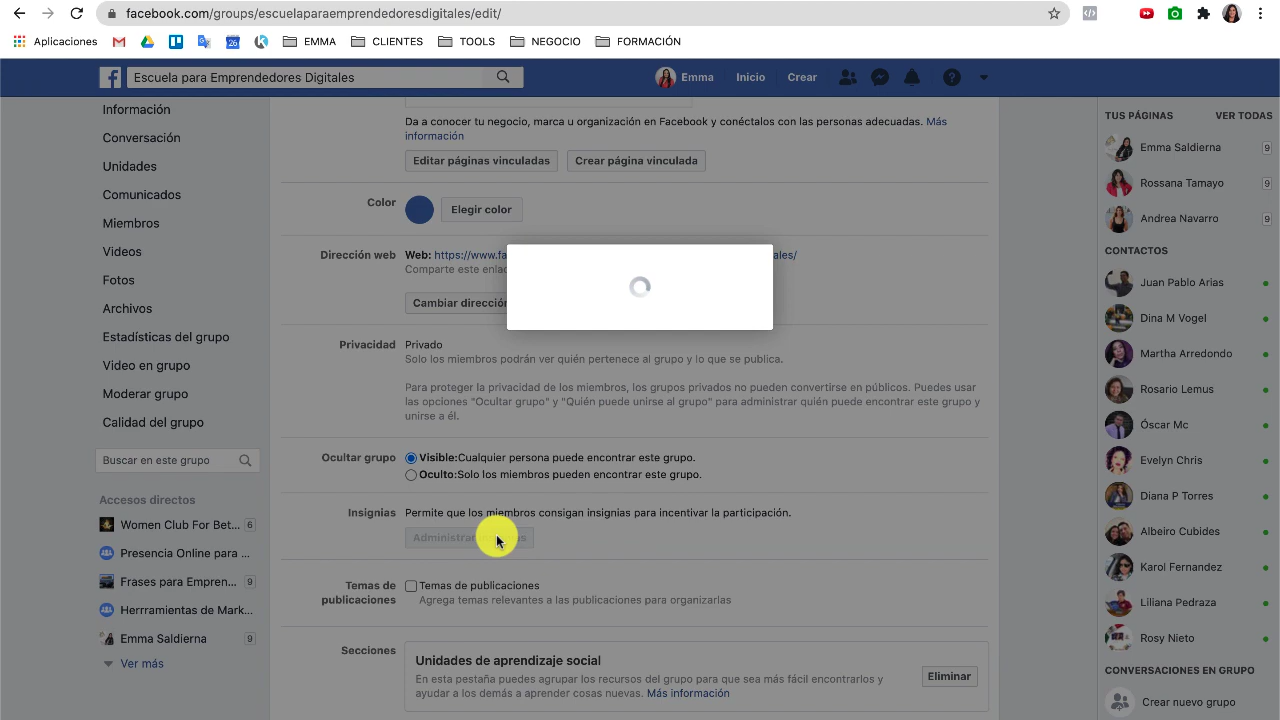 facebook.com/groups/escuelaparaemprendedoresdigitales/edit/
Aplicaciones
26
EMMA
CLIENTES
TOOLS
NEGOCIO
FORMACIÓN
Escuela para Emprendedores Digitales
Emma
Inicio
Crear
Información
Conversación
Unidades
Comunicados
Miembros
Videos
Fotos
Archivos
Estadísticas del grupo
Video en grupo
Moderar grupo
Calidad del grupo
Buscar en este grupo
Accesos directos
Women Club For Bet... 6
Presencia Online para ...
Frases para Empren... 9
Herrramientas de Mark...
Emma Saldierna 9
Ver más
Da a conocer tu negocio, marca u organización en Facebook y conéctalos con las personas adecuadas. Más
información
Editar páginas vinculadas
Crear página vinculada
Color
Elegir color
Dirección web
Web: https://www.fa
ales/
Comparte este enlac
Cambiar dirección
Privacidad
Privado
Solo los miembros podrán ver quién pertenece al grupo y lo que se publica.
Para proteger la privacidad de los miembros, los grupos privados no pueden convertirse en públicos. Puedes usar
las opciones "Ocultar grupo" y "Quién puede unirse al grupo" para administrar quién puede encontrar este grupo y
unirse a él.
Ocultar grupo
Visible:Cualquier persona puede encontrar este grupo.
Oculto:Solo los miembros pueden encontrar este grupo.
Insignias
Permite que los miembros consigan insignias para incentivar la participación.
Administrar
Temas de
publicaciones
Temas de publicaciones
Agrega temas relevantes a las publicaciones para organizarlas
Secciones
Unidades de aprendizaje social
En esta pestaña puedes agrupar los recursos del grupo para que sea más fácil encontrarlos y
ayudar a los demás a aprender cosas nuevas. Más información
Eliminar
TUS PÁGINAS
VER TODAS
Emma Saldierna 9
Rossana Tamayo 9
Andrea Navarro 9
CONTACTOS
Juan Pablo Arias
Dina M Vogel
Martha Arredondo
Rosario Lemus
Óscar Mc
Evelyn Chris
Diana P Torres
Albeiro Cubides
Karol Fernandez
Liliana Pedraza
Rosy Nieto
CONVERSACIONES EN GRUPO
Crear nuevo grupo